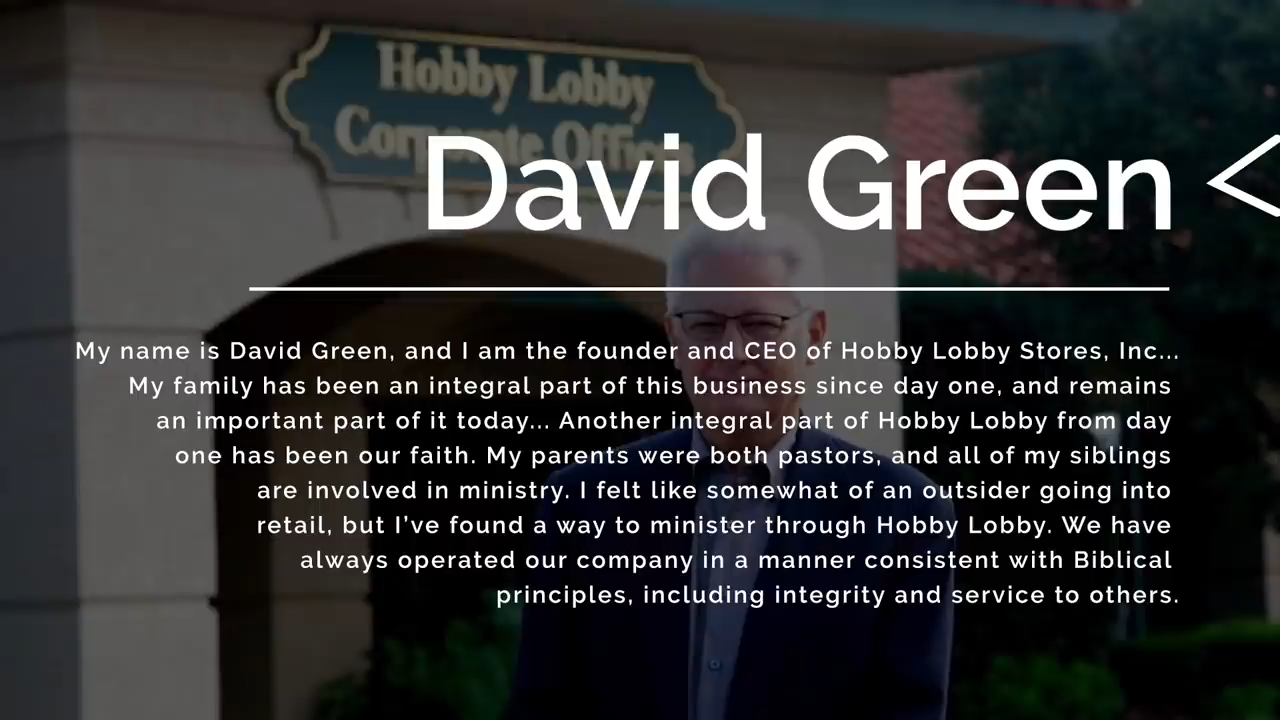 Hobby Lobby
Corporate Offices
David Green
My name is David Green, and I am the founder and CEO of Hobby Lobby Stores, Inc...
My family has been an integral part of this business since day one, and remains
an important part of it today... Another integral part of Hobby Lobby from day
one has been our faith. My parents were both pastors, and all of my siblings
are involved in ministry. I felt like somewhat of an outsider going into
retail, but I've found a way to minister through Hobby Lobby. We have
always operated our company in a manner consistent with Biblical
principles, including integrity and service to others.